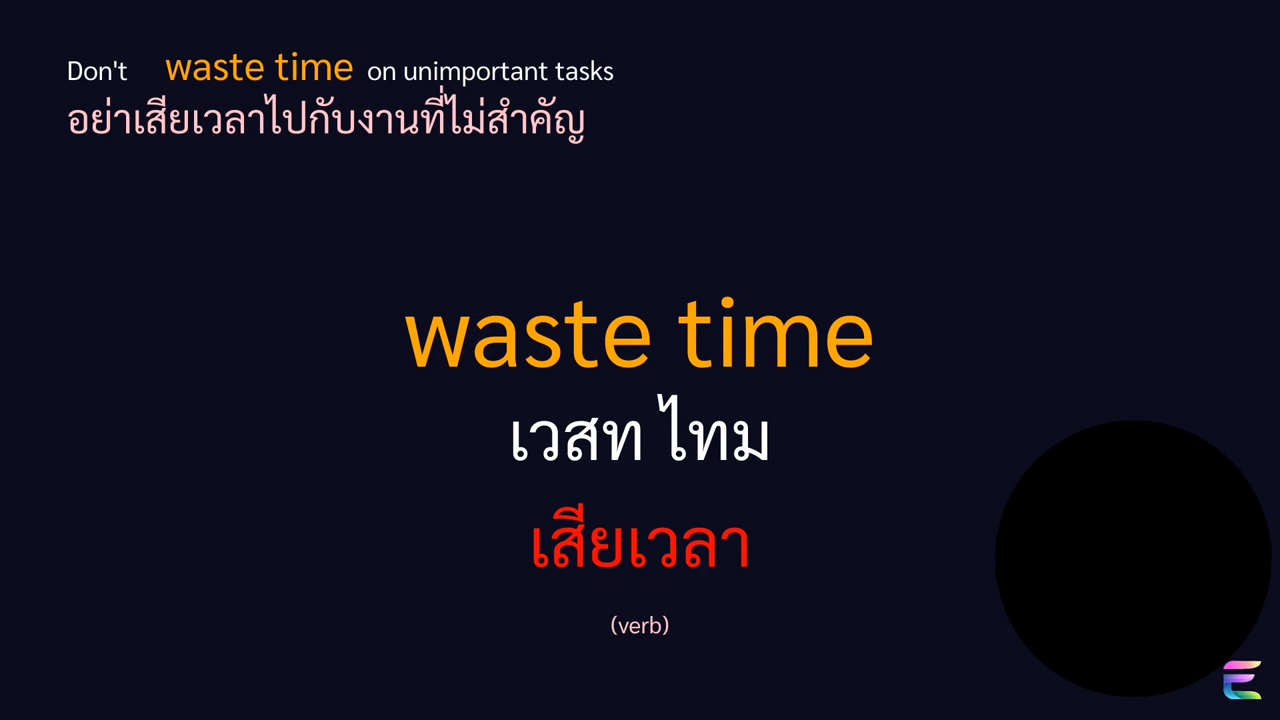 Don't waste time on unimportant tasks
อย่าเสียเวลาไปกับงานที่ไม่สำคัญ
waste time
เวสท ไทม
เสียเวลา
(verb)